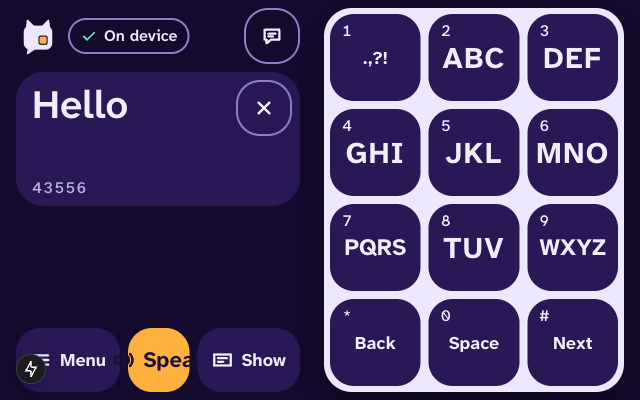 On device
Hello
43556
Menu
Spea
Show
1
.,?!
2
ABC
3
DEF
4
GHI
5
JKL
6
MNO
7
PQRS
8
TUV
9
WXYZ
*
Back
0
Space
#
Next